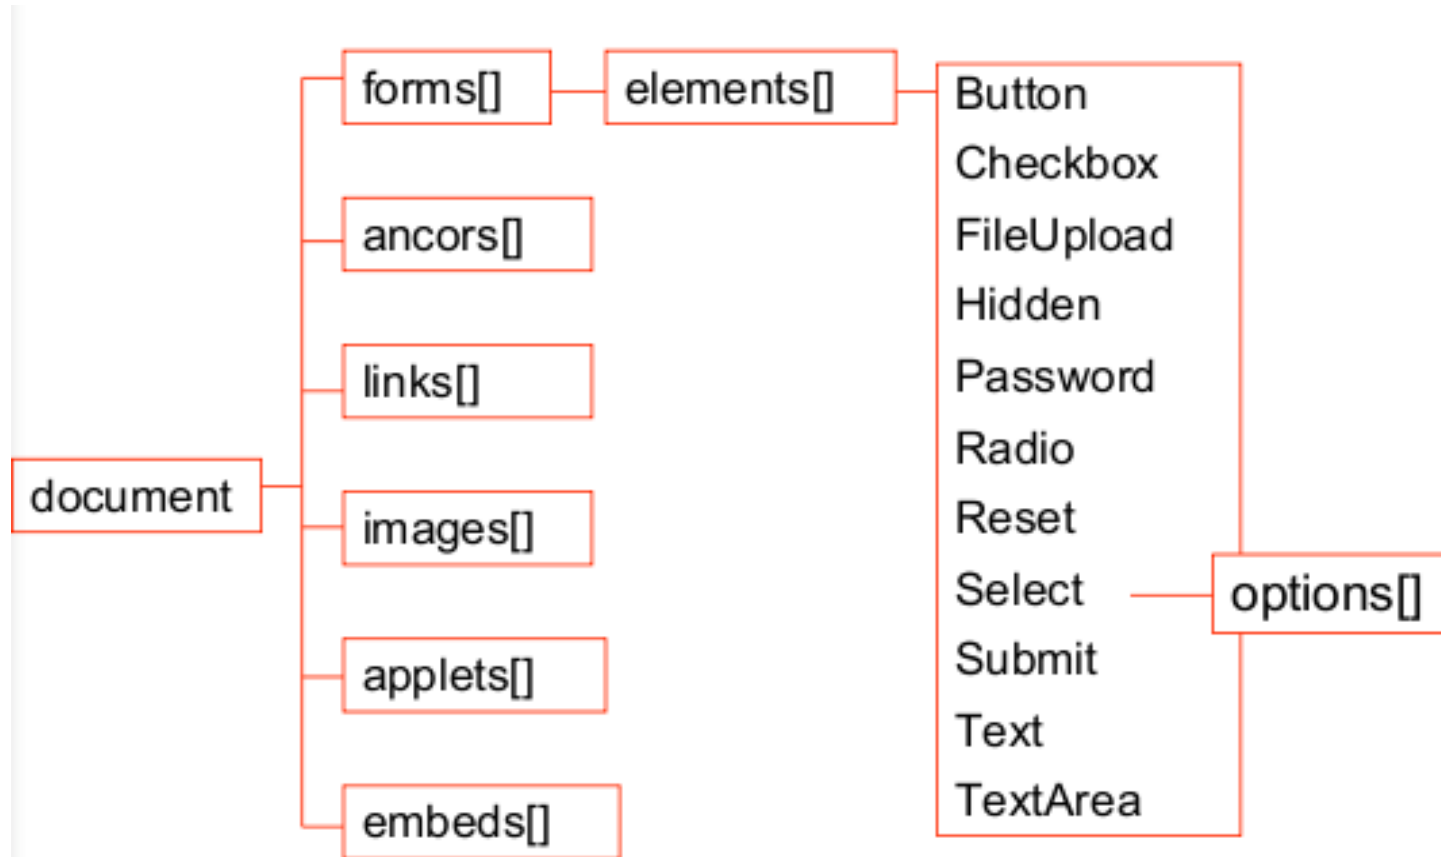 forms[]
elements[]
Button
Checkbox
FileUpload
Hidden
Password
Radio
Reset
Select
options[]
Submit
Text
TextArea
ancors[]
links[]
document
images[]
applets[]
embeds[]